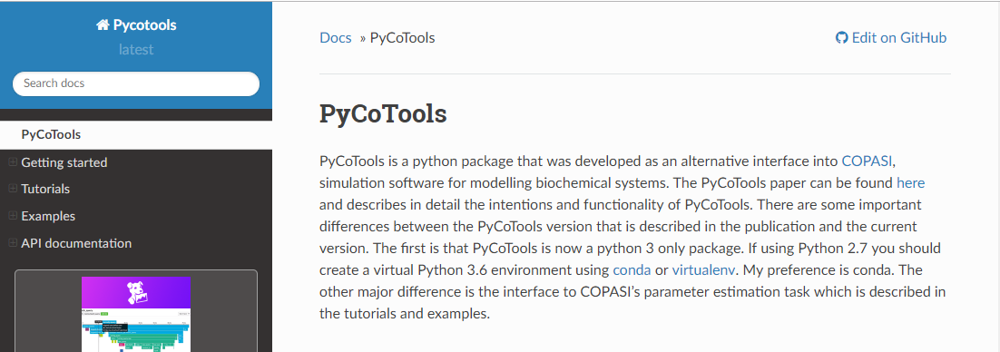 Pycotools
latest
Search docs
PyCoTools
Getting started
Tutorials
Examples
API documentation
Docs » PyCoTools
Edit on GitHub
PyCoTools
PyCoTools is a python package that was developed as an alternative interface into COPASI,
simulation software for modelling biochemical systems. The PyCoTools paper can be found here
and describes in detail the intentions and functionality of PyCoTools. There are some important
differences between the PyCoTools version that is described in the publication and the current
version. The first is that PyCoTools is now a python 3 only package. If using Python 2.7 you should
create a virtual Python 3.6 environment using conda or virtualenv. My preference is conda. The
other major difference is the interface to COPASI's parameter estimation task which is described in
the tutorials and examples.